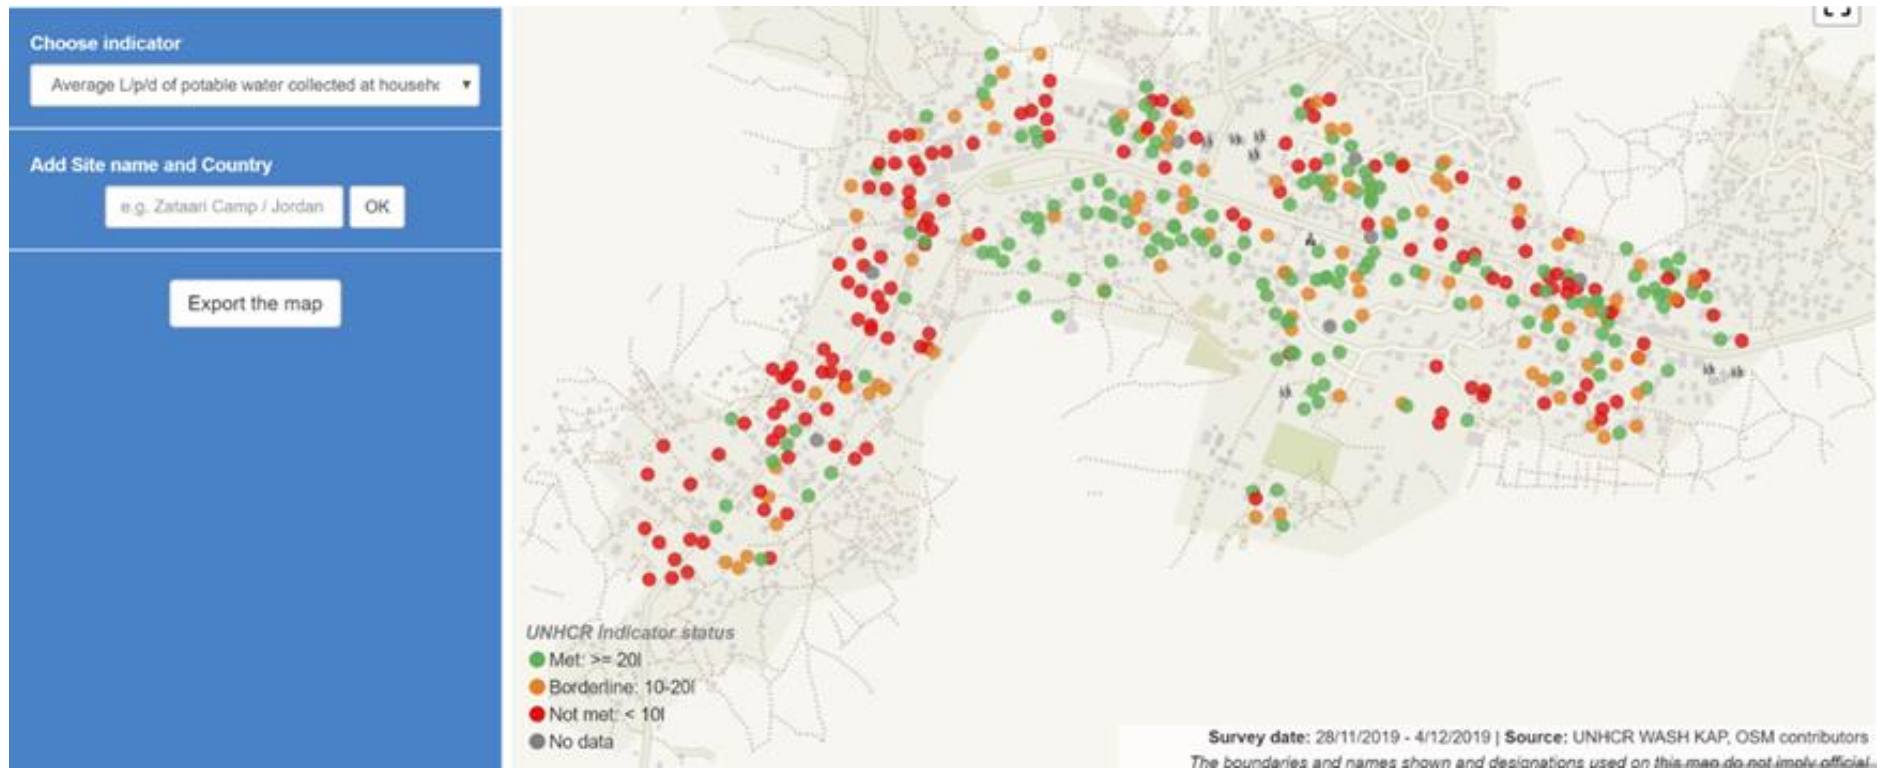 Choose indicator
Average L/p/d of potable water collected at househc
Add Site name and Country
e.g. Zataari Camp / Jordan
OK
Export the map
UNHCR Indicator status
Met: >= 20l
Borderline: 10-20l
Not met: < 10l
No data
Survey date: 28/11/2019 - 4/12/2019 | Source: UNHCR WASH KAP, OSM contributors
The boundaries and names shown and designations used on this map do not imply official